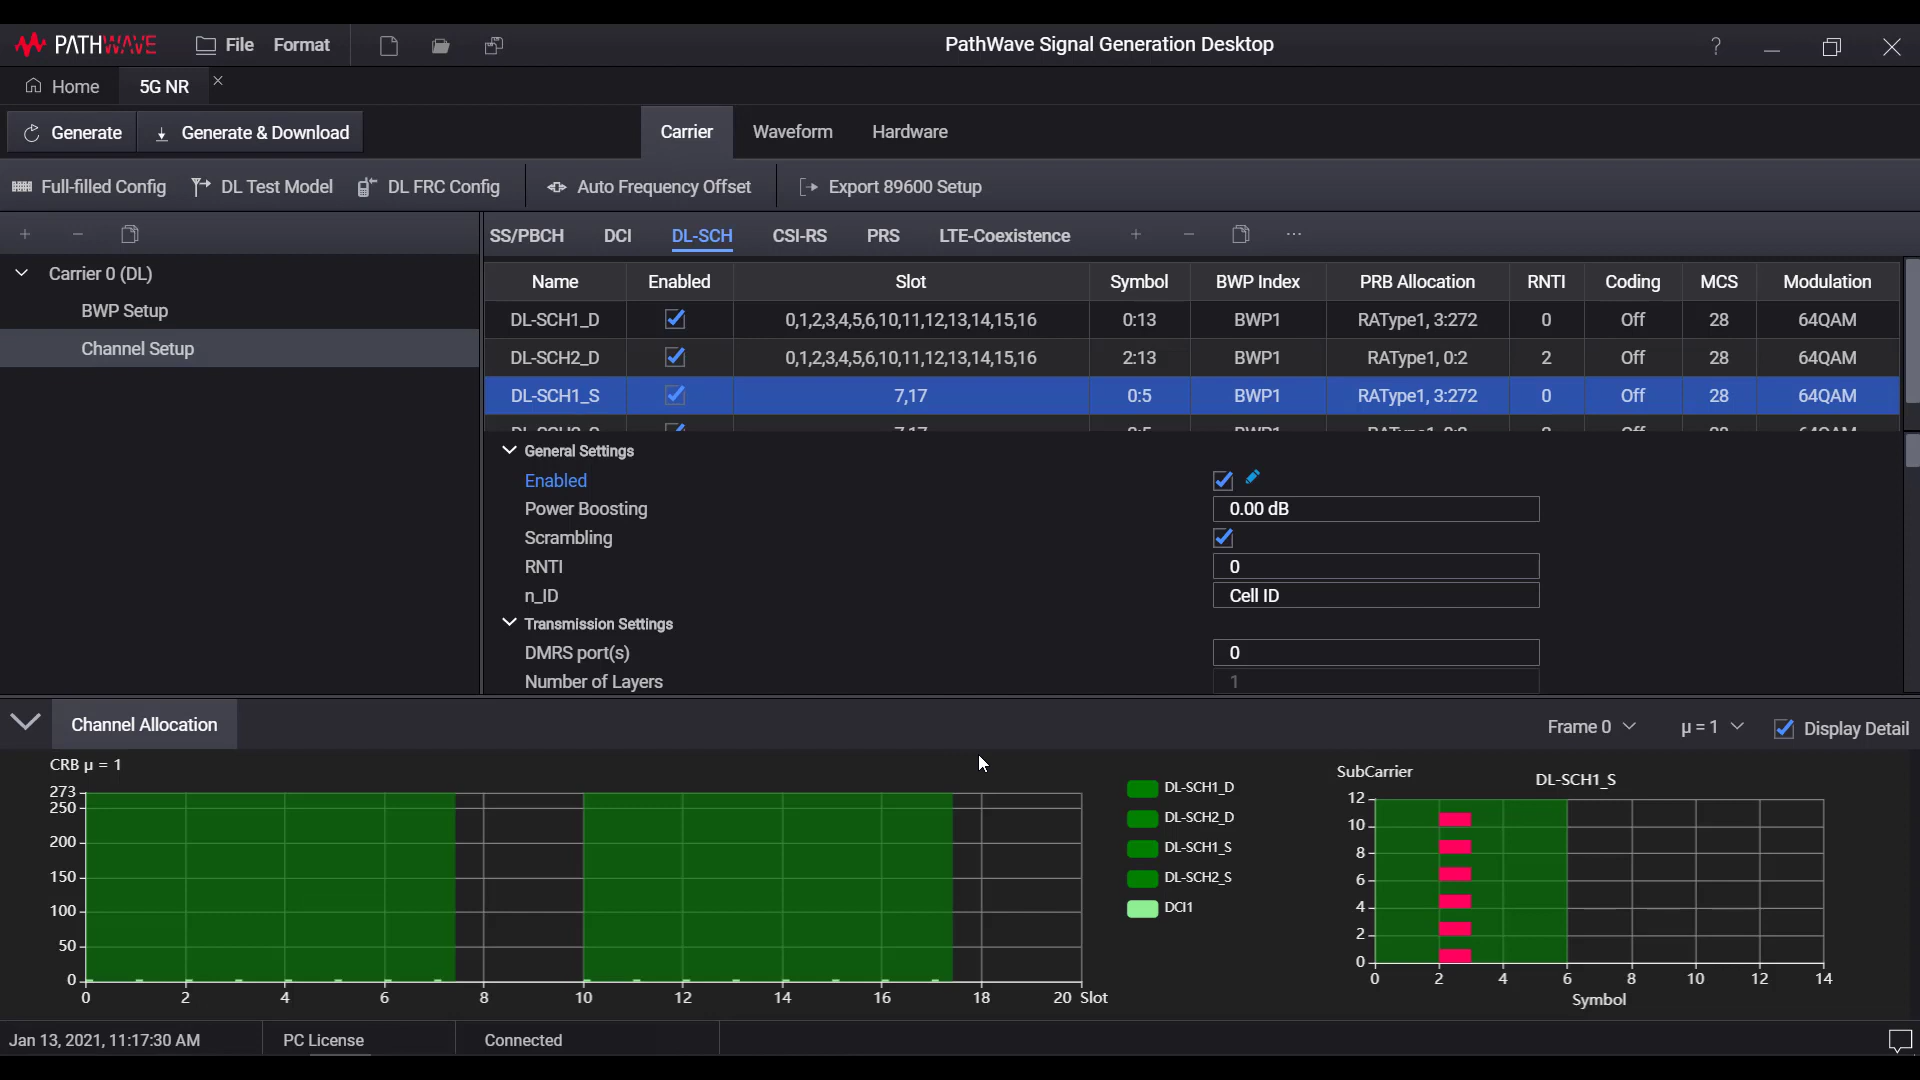 PATHWAVE File Format PathWave Signal Generation Desktop ?
Home 5G NR
Generate Generate & Download Carrier Waveform Hardware
Full-filled Config DL Test Model DL FRC Config Auto Frequency Offset Export 89600 Setup
SS/PBCH DCI DL-SCH CSI-RS PRS LTE-Coexistence
Carrier 0 (DL)
BWP Setup
Channel Setup
Name Enabled Slot Symbol BWP Index PRB Allocation RNTI Coding MCS Modulation
DL-SCH1_D 0,1,2,3,4,5,6,10,11,12,13,14,15,16 0:13 BWP1 RAType1, 3:272 0 Off 28 64QAM
DL-SCH2_D 0,1,2,3,4,5,6,10,11,12,13,14,15,16 2:13 BWP1 RAType1, 0:2 2 Off 28 64QAM
DL-SCH1_S 7,17 0:5 BWP1 RAType1, 3:272 0 Off 28 64QAM
General Settings
Enabled
Power Boosting 0.00 dB
Scrambling
RNTI 0
n_ID Cell ID
Transmission Settings
DMRS port(s) 0
Number of Layers 1
Channel Allocation Frame 0 μ = 1 Display Detail
CRB μ = 1
273
250
200
150
100
50
0
0 2 4 6 8 10 12 14 16 18 20 Slot
DL-SCH1_D
DL-SCH2_D
DL-SCH1_S
DL-SCH2_S
DCI1
SubCarrier DL-SCH1_S
12
10
8
6
4
2
0
0 2 4 6 8 10 12 14
Symbol
Jan 13, 2021, 11:17:30 AM PC License Connected